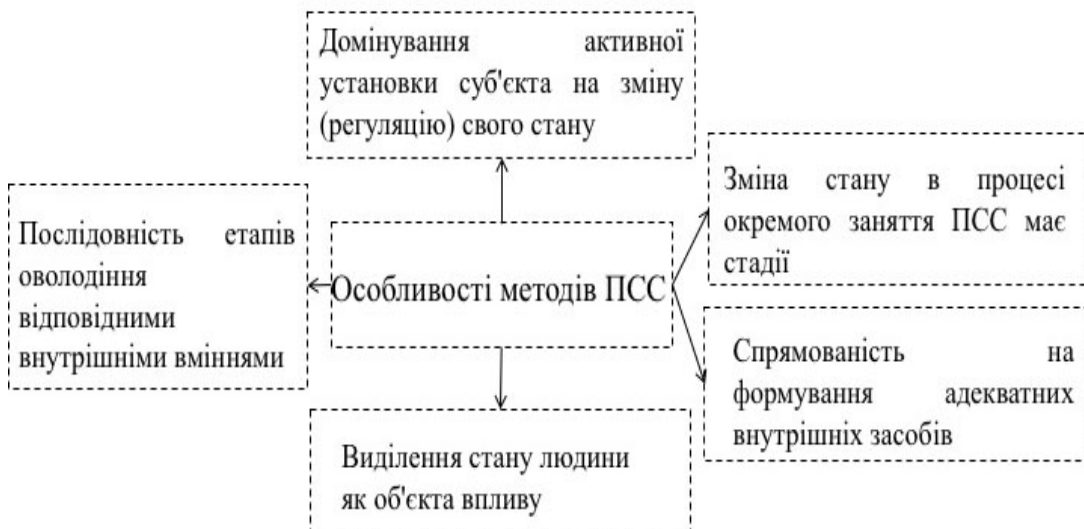 Домінування активної
установки суб'єкта на зміну
(регуляцію) свого стану
Зміна стану в процесі
окремого заняття ПСС має
стадії
Послідовність етапів
оволодіння
відповідними
внутрішніми вміннями
Особливості методів ПСС
Спрямованість на
формування адекватних
внутрішніх засобів
Виділення стану людини
як об'єкта впливу